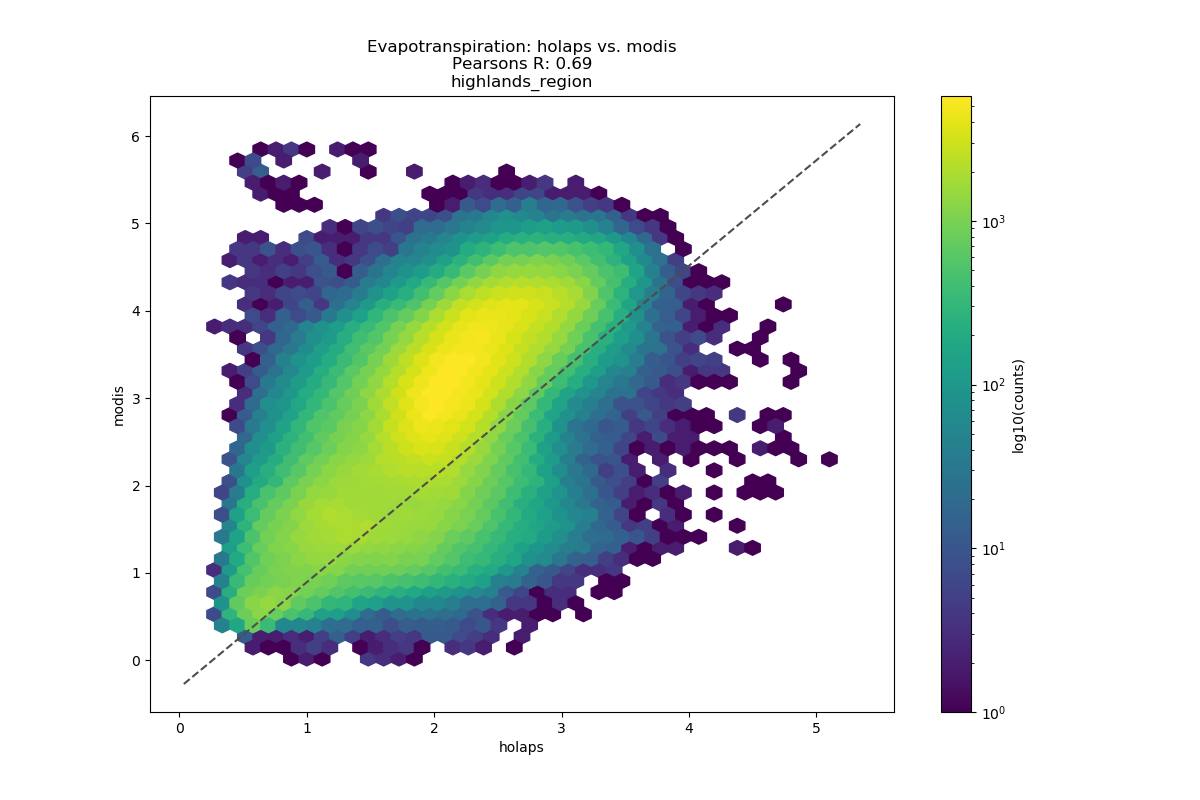 Evapotranspiration: holaps vs. modis
Pearsons R: 0.69
highlands_region
6
5
4
3
2
1
0
modis
0 1 2 3 4 5
holaps
10³
10²
10¹
10⁰
log10(counts)